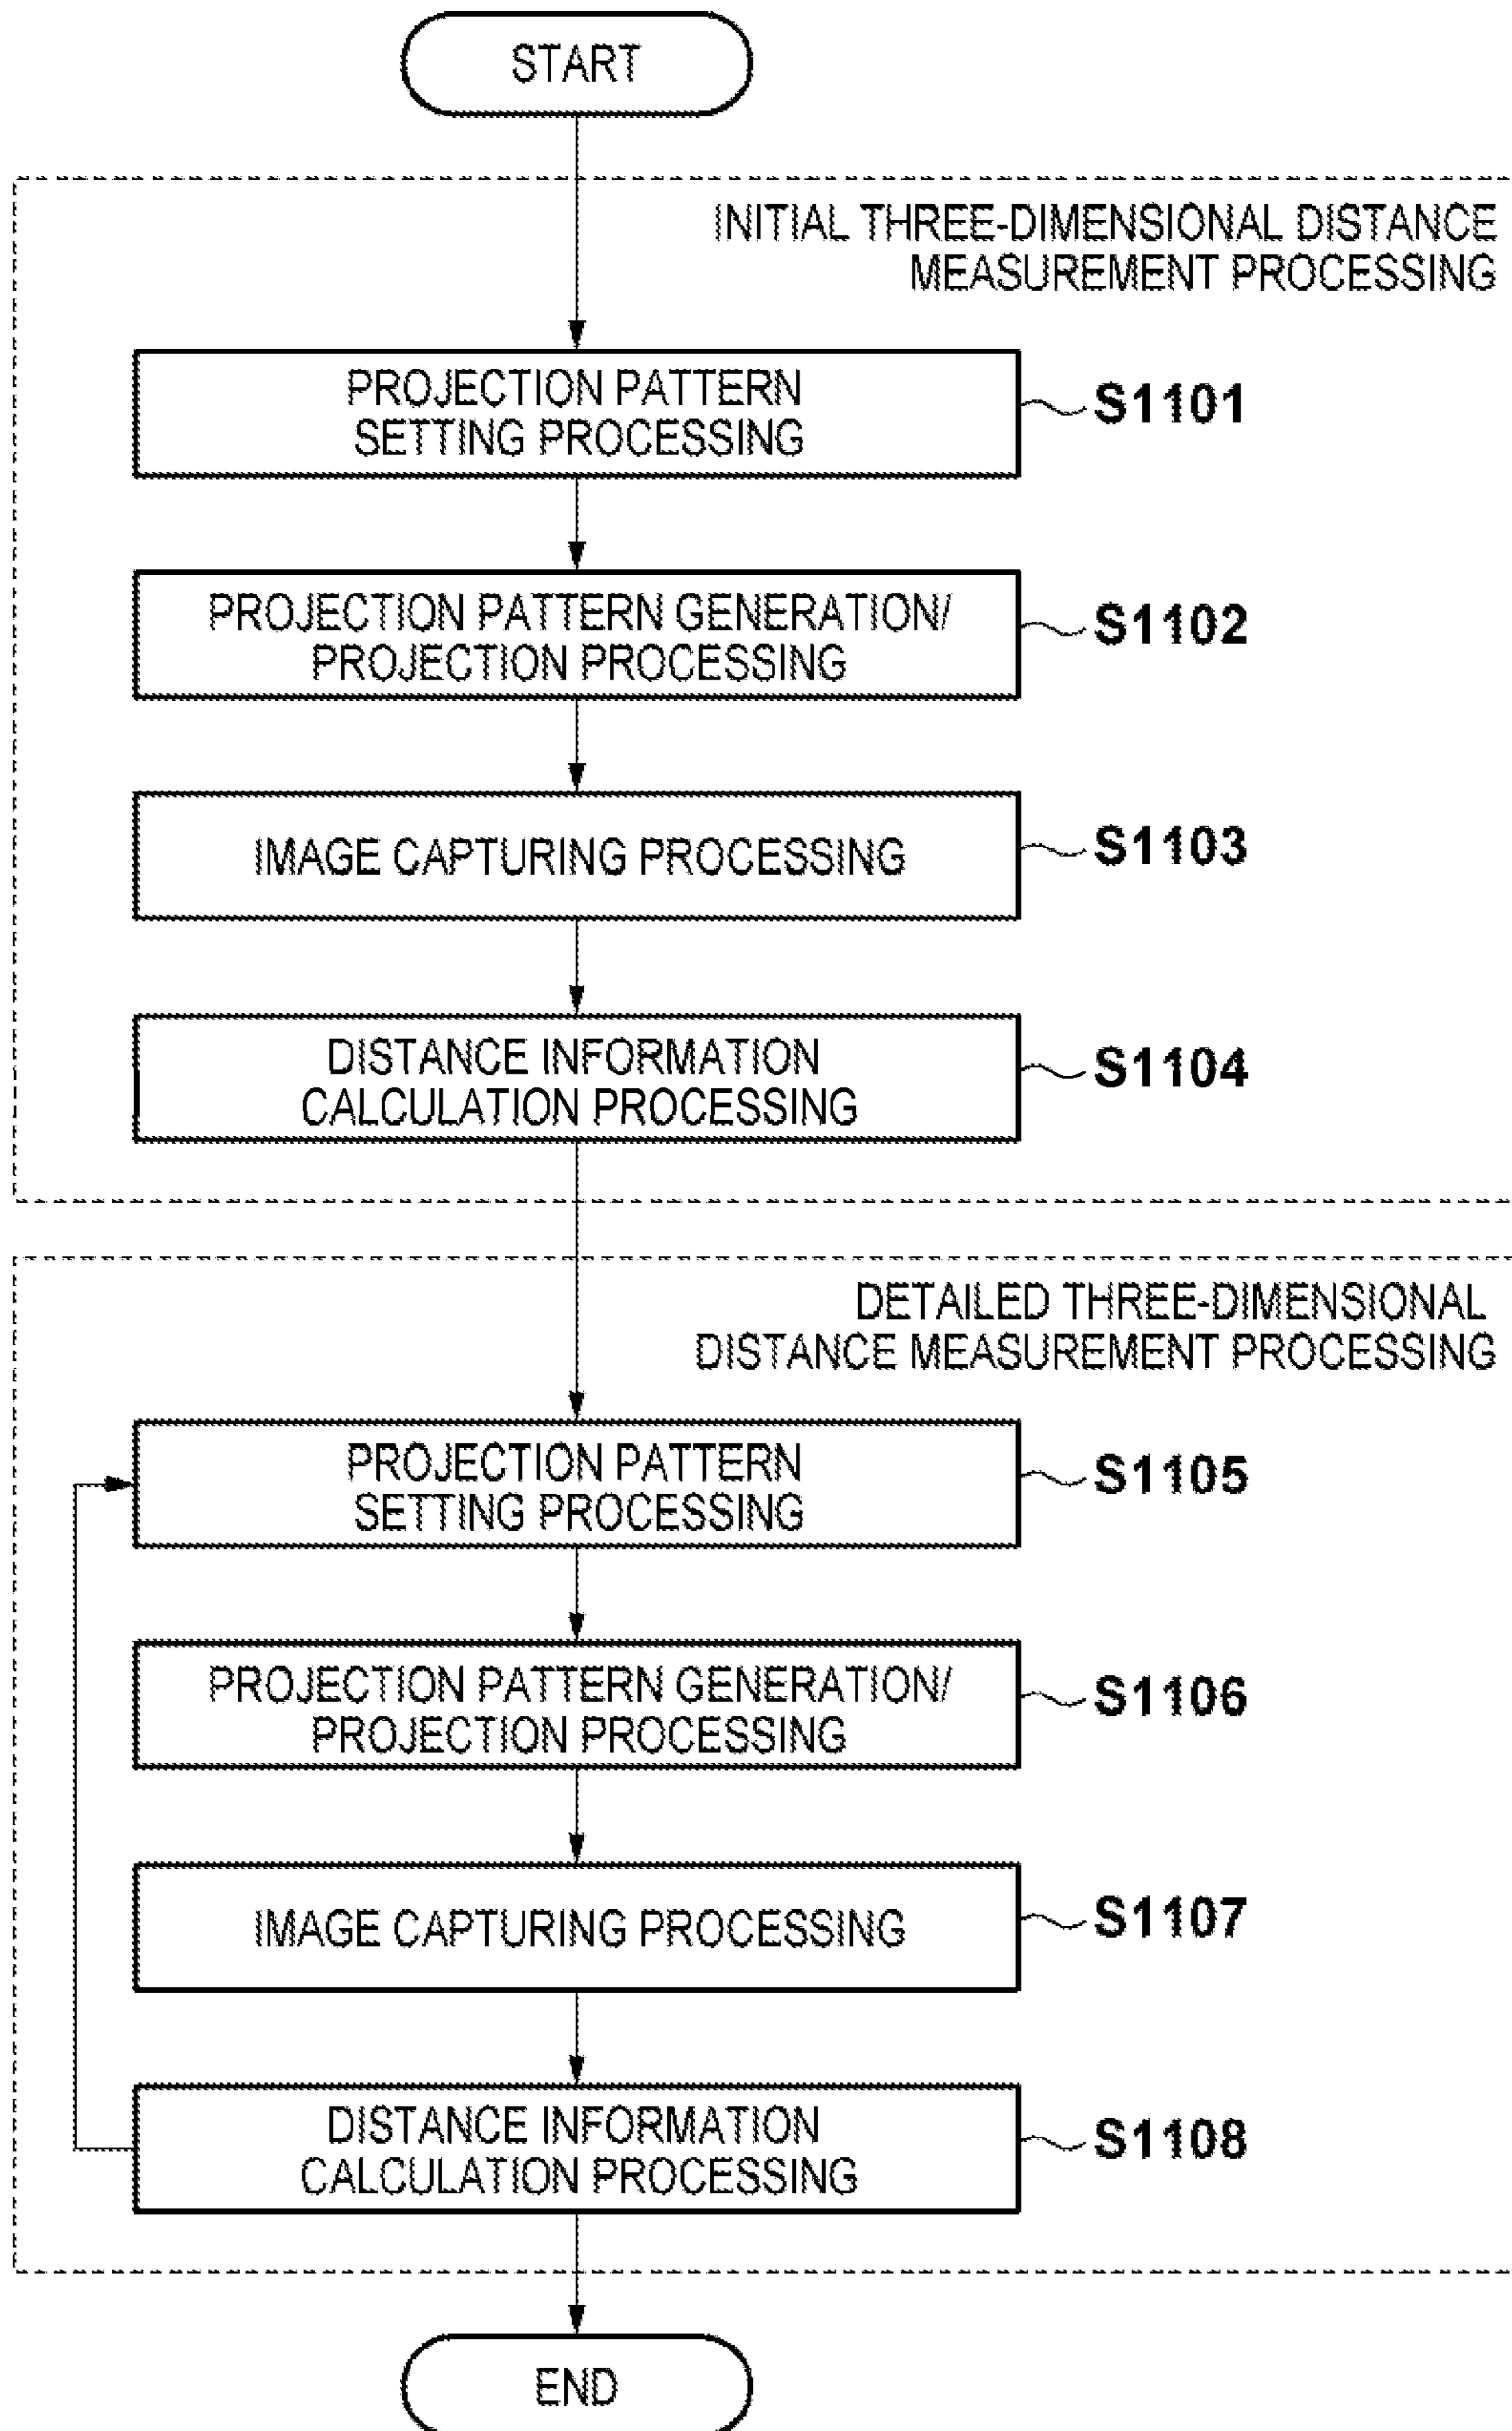 START
INITIAL THREE-DIMENSIONAL DISTANCE
MEASUREMENT PROCESSING
PROJECTION PATTERN
SETTING PROCESSING
S1101
PROJECTION PATTERN GENERATION/
PROJECTION PROCESSING
S1102
IMAGE CAPTURING PROCESSING
S1103
DISTANCE INFORMATION
CALCULATION PROCESSING
S1104
DETAILED THREE-DIMENSIONAL
DISTANCE MEASUREMENT PROCESSING
PROJECTION PATTERN
SETTING PROCESSING
S1105
PROJECTION PATTERN GENERATION/
PROJECTION PROCESSING
S1106
IMAGE CAPTURING PROCESSING
S1107
DISTANCE INFORMATION
CALCULATION PROCESSING
S1108
END